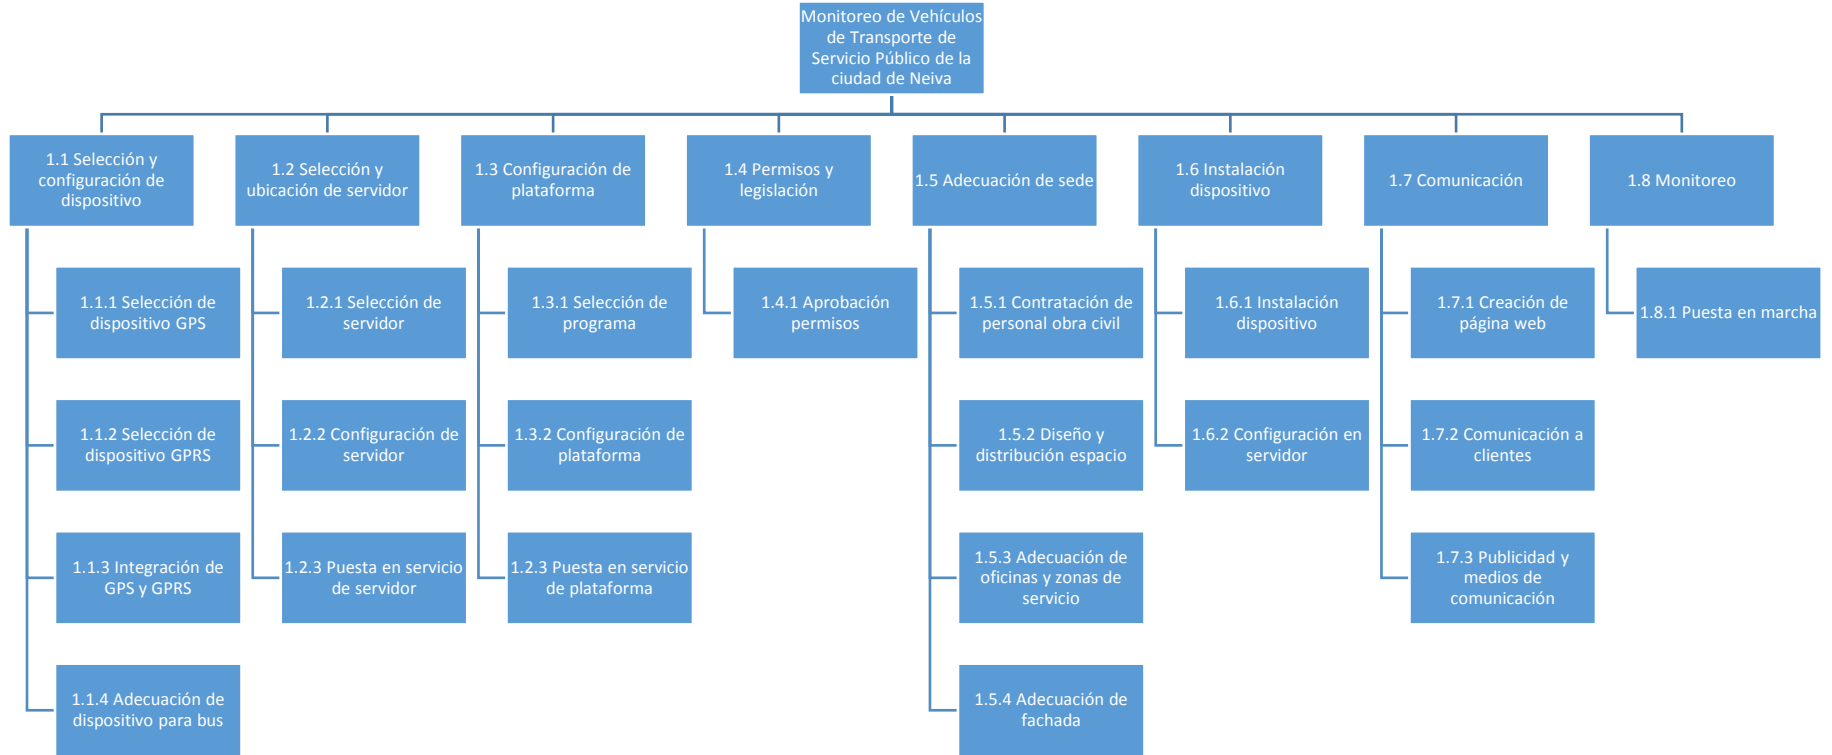 Monitoreo de Vehículos
de Transporte de
Servicio Público de la
ciudad de Neiva
1.1 Selección y
configuración de
dispositivo
1.2 Selección y
ubicación de servidor
1.3 Configuración de
plataforma
1.4 Permisos y
legislación
1.5 Adecuación de sede
1.6 Instalación
dispositivo
1.7 Comunicación
1.8 Monitoreo
1.1.1 Selección de
dispositivo GPS
1.2.1 Selección de
servidor
1.3.1 Selección de
programa
1.4.1 Aprobación
permisos
1.5.1 Contratación de
personal obra civil
1.6.1 Instalación
dispositivo
1.7.1 Creación de
página web
1.8.1 Puesta en marcha
1.1.2 Selección de
dispositivo GPRS
1.2.2 Configuración de
servidor
1.3.2 Configuración de
plataforma
1.5.2 Diseño y
distribución espacio
1.6.2 Configuración en
servidor
1.7.2 Comunicación a
clientes
1.1.3 Integración de
GPS y GPRS
1.2.3 Puesta en servicio
de servidor
1.2.3 Puesta en servicio
de plataforma
1.5.3 Adecuación de
oficinas y zonas de
servicio
1.7.3 Publicidad y
medios de
comunicación
1.1.4 Adecuación de
dispositivo para bus
1.5.4 Adecuación de
fachada